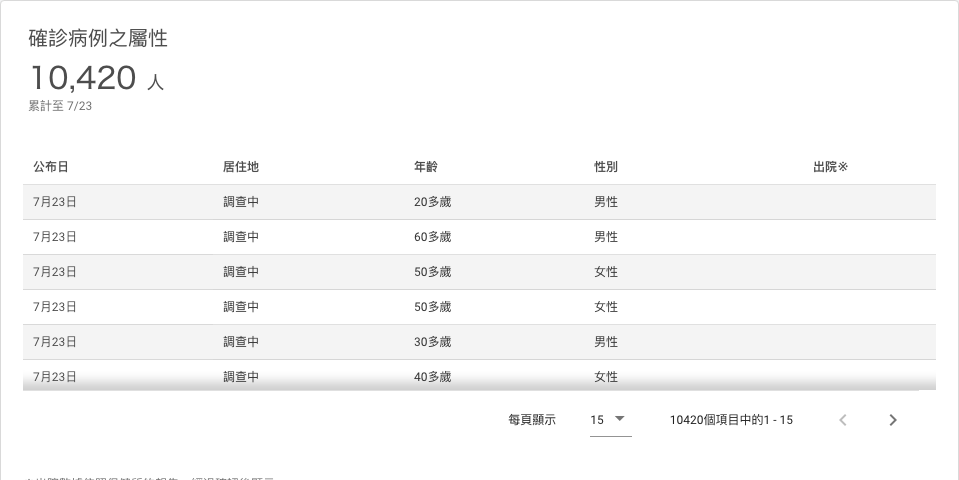 確診病例之屬性
10,420 人
累計至 7/23
公布日 居住地 年齡 性別 出院※
7月23日 調查中 20多歲 男性
7月23日 調查中 60多歲 男性
7月23日 調查中 50多歲 女性
7月23日 調查中 50多歲 女性
7月23日 調查中 30多歲 男性
7月23日 調查中 40多歲 女性
每頁顯示 15 10420個項目中的1 - 15